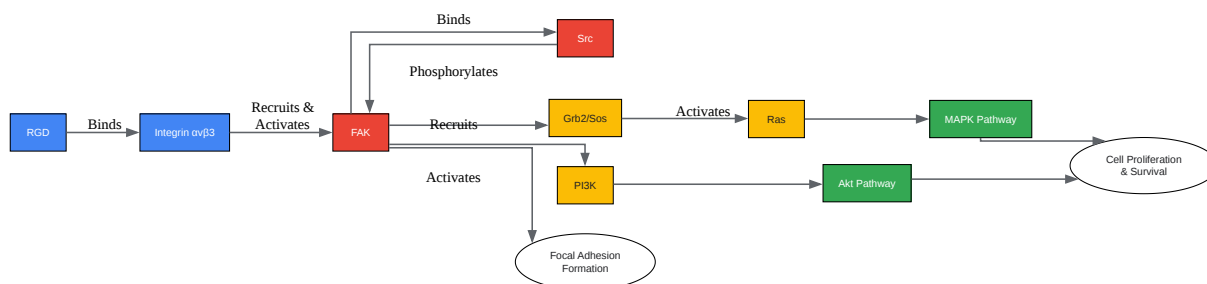 Binds
Src
Phosphorylates
RGD
Binds
Integrin αvβ3
Recruits &
Activates
FAK
Recruits
Grb2/Sos
Activates
Ras
MAPK Pathway
Cell Proliferation
& Survival
Activates
PI3K
Akt Pathway
Focal Adhesion
Formation